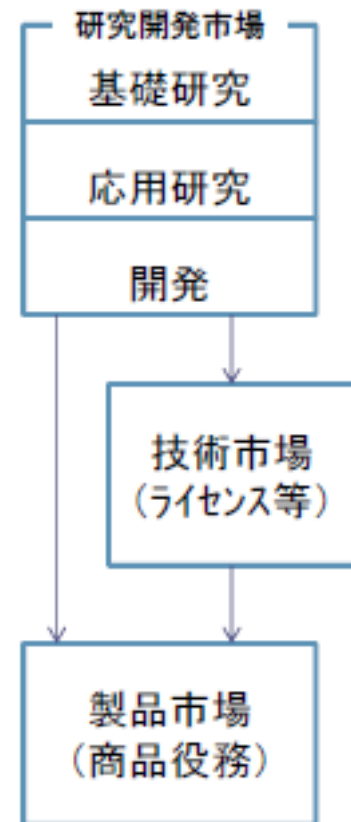 研究開発市場
基礎研究
応用研究
開発
技術市場
（ライセンス等）
製品市場
（商品役務）